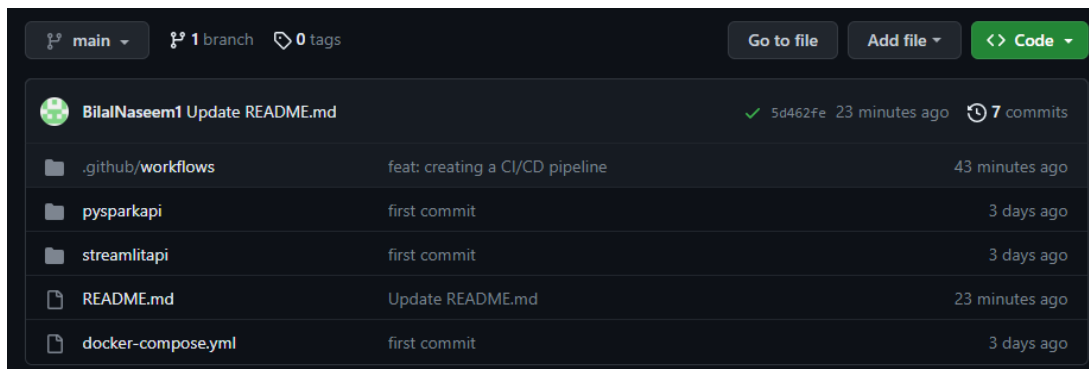 main 1 branch 0 tags Go to file Add file <> Code
BilalNaseem1 Update README.md 5d462fe 23 minutes ago 7 commits
.github/workflows feat: creating a CI/CD pipeline 43 minutes ago
pysparkapi first commit 3 days ago
streamlitapi first commit 3 days ago
README.md Update README.md 23 minutes ago
docker-compose.yml first commit 3 days ago